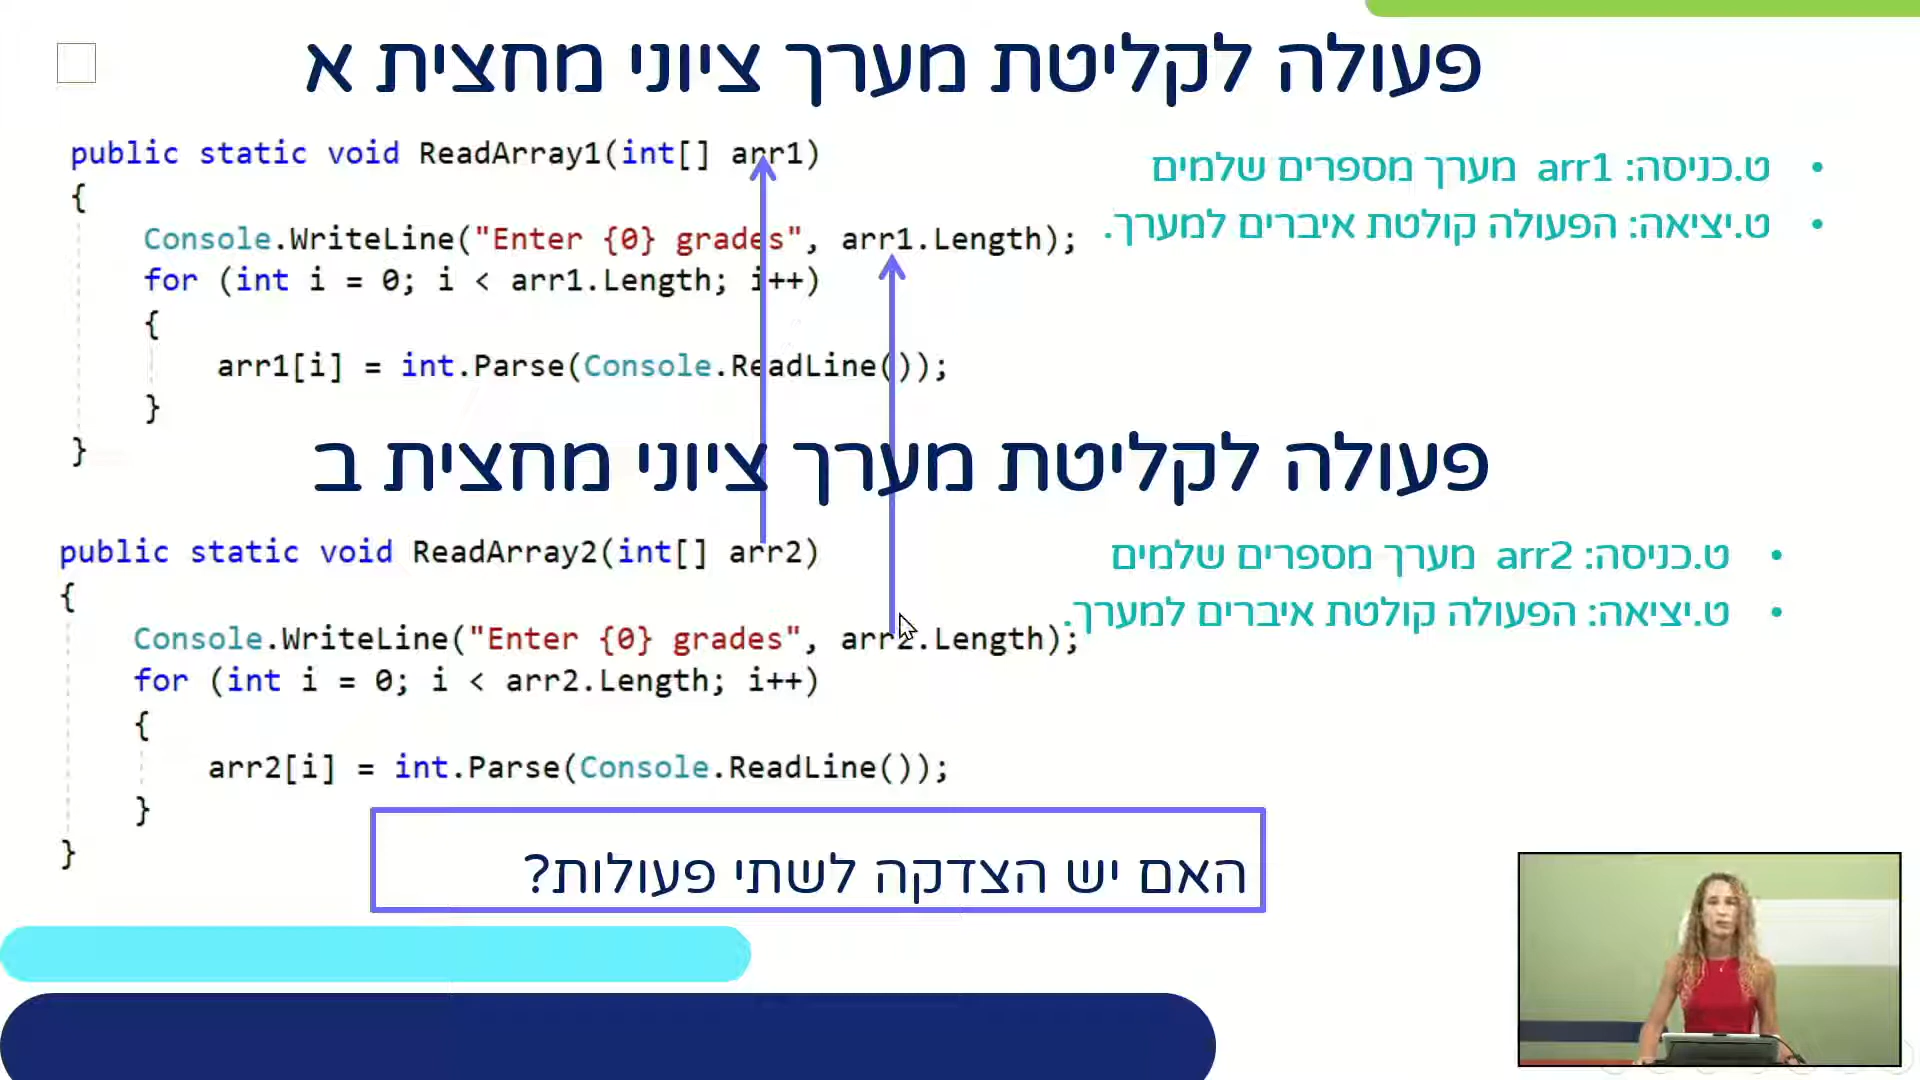 פעולה לקליטת מערך ציוני מחצית א
public static void ReadArray1(int[] arr1)
{
Console.WriteLine("Enter {0} grades", arr1.Length);
for (int i = 0; i < arr1.Length; i++)
{
arr1[i] = int.Parse(Console.ReadLine());
}
}
• ט.כניסה: arr1 מערך מספרים שלמים
• ט.יציאה: הפעולה קולטת איברים למערך.
פעולה לקליטת מערך ציוני מחצית ב
public static void ReadArray2(int[] arr2)
{
Console.WriteLine("Enter {0} grades", arr2.Length);
for (int i = 0; i < arr2.Length; i++)
{
arr2[i] = int.Parse(Console.ReadLine());
}
}
• ט.כניסה: arr2 מערך מספרים שלמים
• ט.יציאה: הפעולה קולטת איברים למערך.
האם יש הצדקה לשתי פעולות?